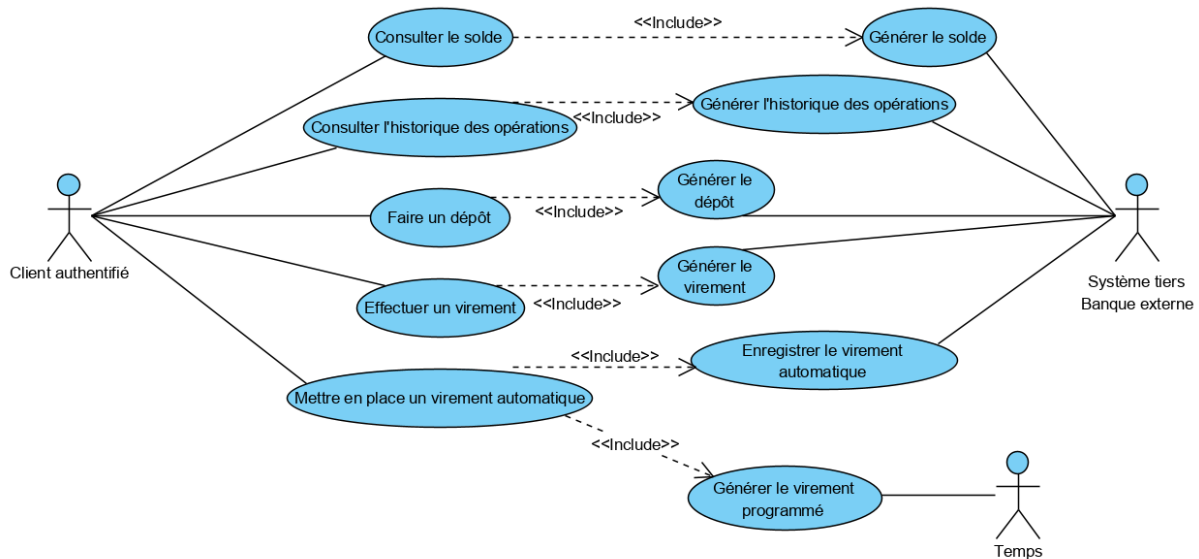 <<Include>>
Consulter le solde
Générer le solde
Générer l'historique des opérations
<<Include>>
Consulter l'historique des opérations
Générer le
dépôt
<<Include>>
Faire un dépôt
Client authentifié
Système tiers
Banque externe
Générer le
virement
<<Include>>
Effectuer un virement
<<Include>>
Enregistrer le virement
automatique
Mettre en place un virement automatique
<<Include>>
Générer le virement
programmé
Temps